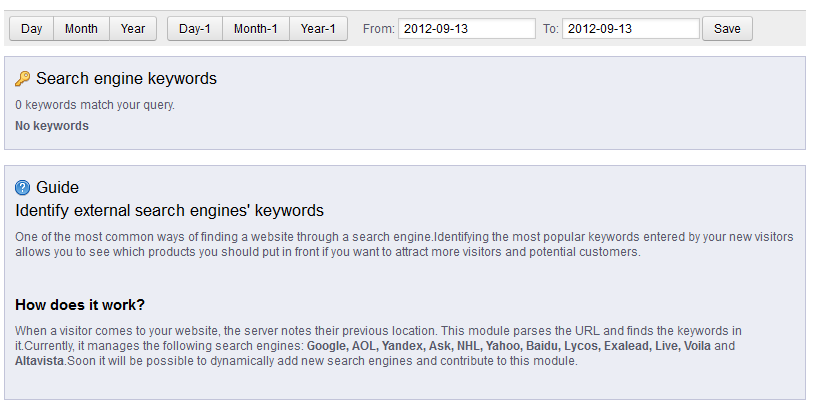 Day Month Year Day-1 Month-1 Year-1 From: 2012-09-13 To: 2012-09-13 Save
Search engine keywords
0 keywords match your query.
No keywords
Guide
Identify external search engines' keywords
One of the most common ways of finding a website through a search engine.Identifying the most popular keywords entered by your new visitors
allows you to see which products you should put in front if you want to attract more visitors and potential customers.
How does it work?
When a visitor comes to your website, the server notes their previous location. This module parses the URL and finds the keywords in
it.Currently, it manages the following search engines: Google, AOL, Yandex, Ask, NHL, Yahoo, Baidu, Lycos, Exalead, Live, Voila and
Altavista.Soon it will be possible to dynamically add new search engines and contribute to this module.